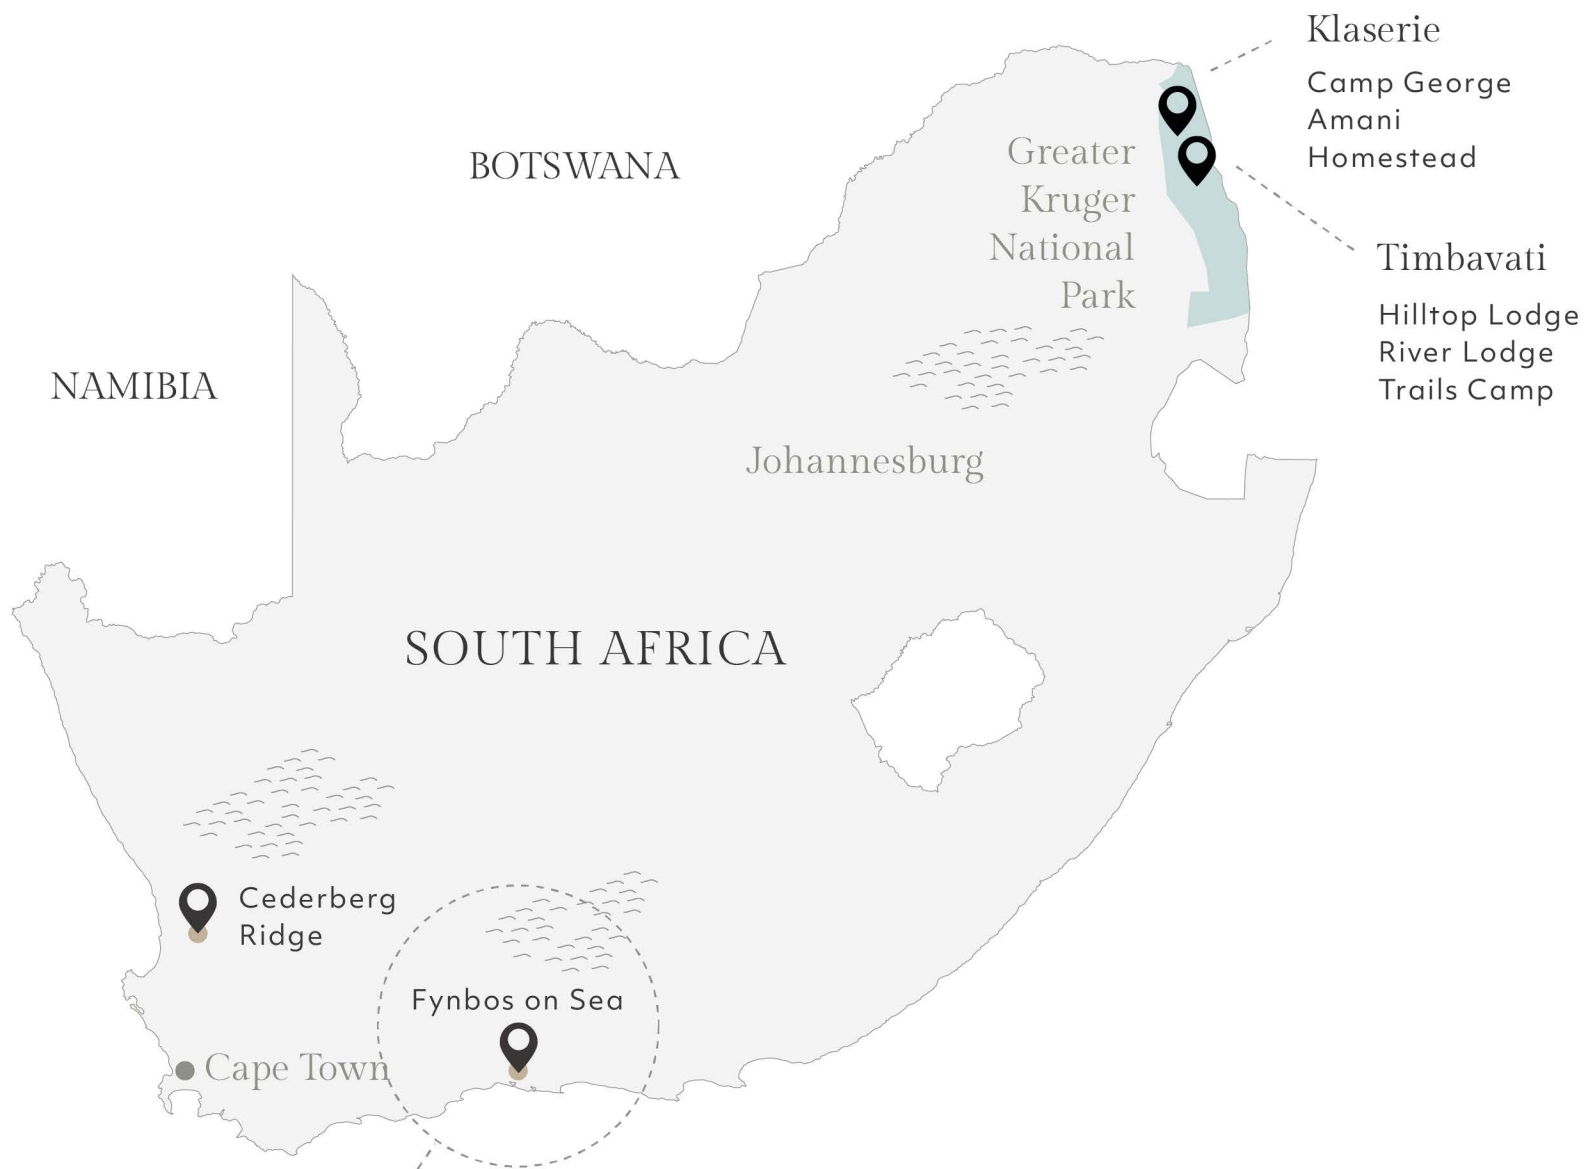 Klaserie
Camp George
Amani
Homestead
BOTSWANA
Greater
Kruger
National
Park
Timbavati
Hilltop Lodge
River Lodge
Trails Camp
NAMIBIA
Johannesburg
SOUTH AFRICA
Cederberg
Ridge
Fynbos on Sea
Cape Town